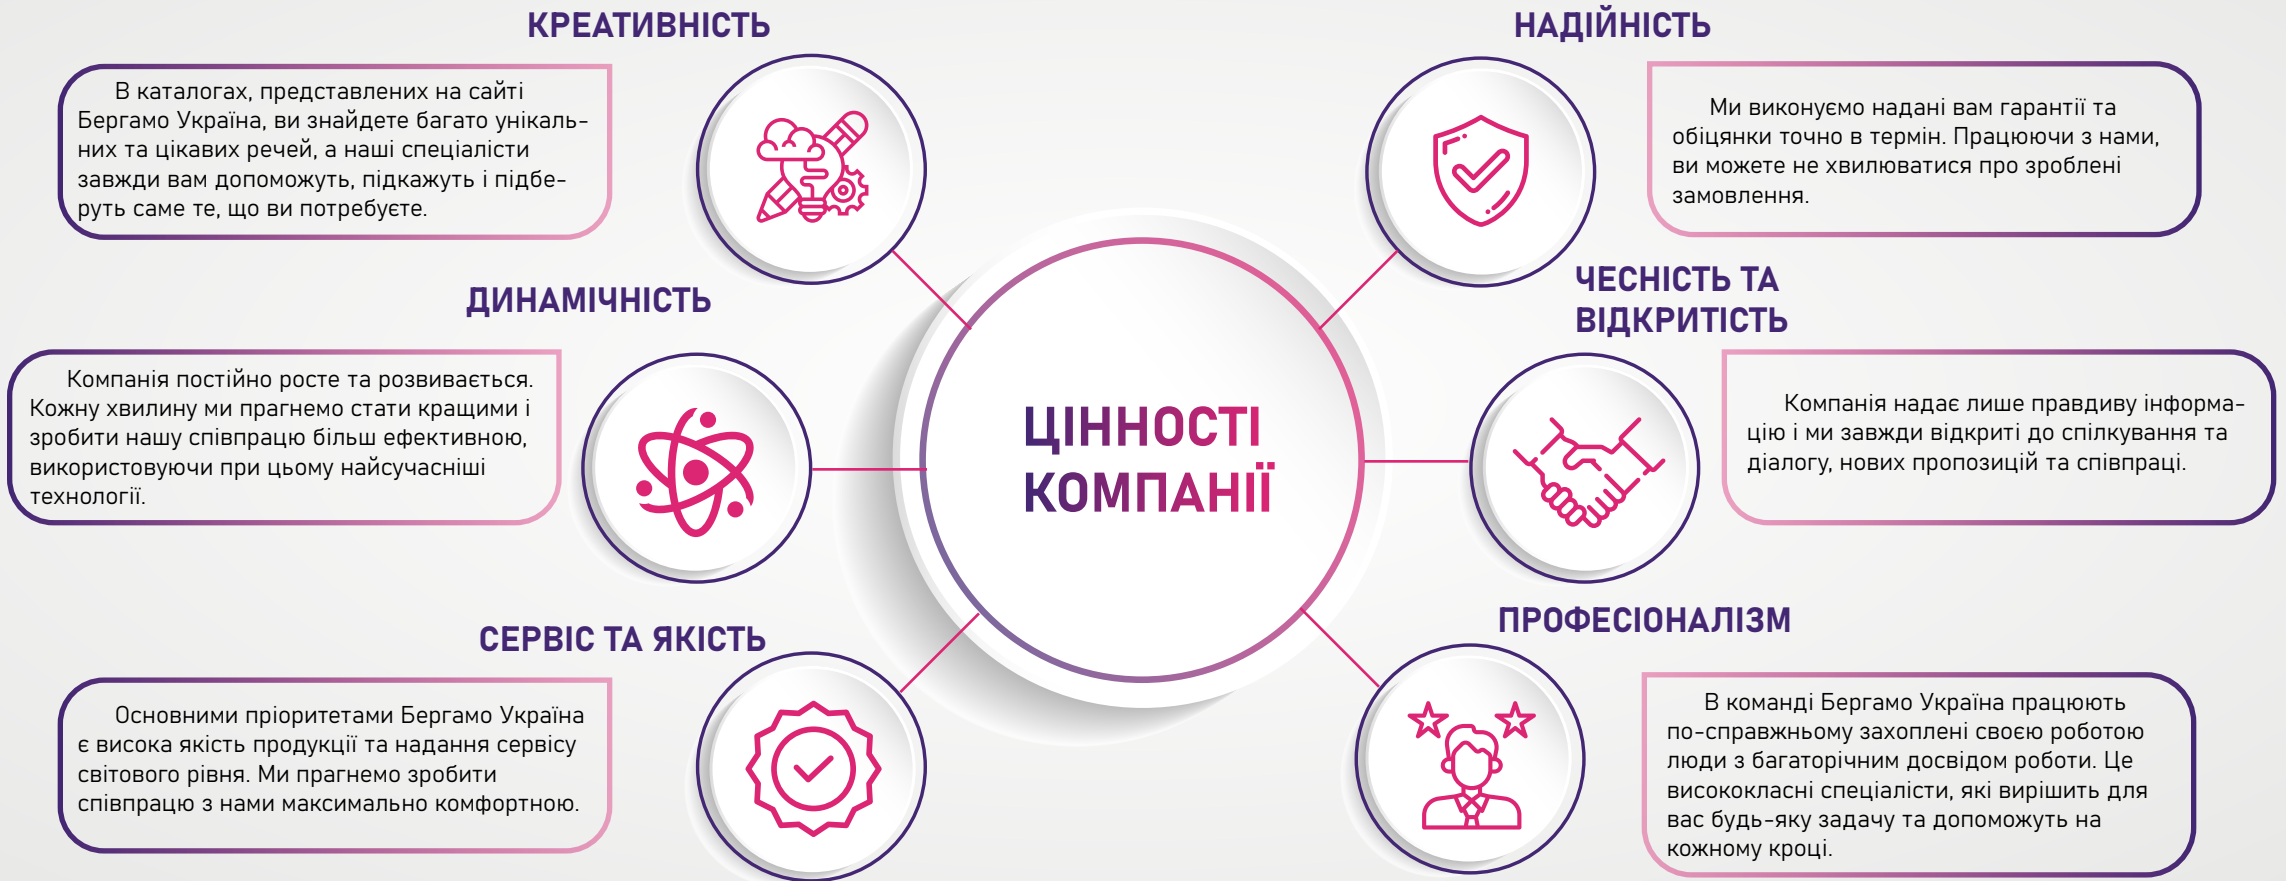 КРЕАТИВНІСТЬ
В каталогах, представлених на сайті
Бергамо Україна, ви знайдете багато унікаль-
них та цікавих речей, а наші спеціалісти
завжди вам допоможуть, підкажуть і підбе-
руть саме те, що ви потребуєте.
ДИНАМІЧНІСТЬ
Компанія постійно росте та розвивається.
Кожну хвилину ми прагнемо стати кращими і
зробити нашу співпрацю більш ефективною,
використовуючи при цьому найсучасніші
технології.
СЕРВІС ТА ЯКІСТЬ
Основними пріоритетами Бергамо Україна
є висока якість продукції та надання сервісу
світового рівня. Ми прагнемо зробити
співпрацю з нами максимально комфортною.
ЦІННОСТІ
КОМПАНІЇ
НАДІЙНІСТЬ
Ми виконуємо надані вам гарантії та
обіцянки точно в термін. Працюючи з нами,
ви можете не хвилюватися про зроблені
замовлення.
ЧЕСНІСТЬ ТА
ВІДКРИТІСТЬ
Компанія надає лише правдиву інформа-
цію і ми завжди відкриті до спілкування та
діалогу, нових пропозицій та співпраці.
ПРОФЕСІОНАЛІЗМ
В команді Бергамо Україна працюють
по-справжньому захоплені своєю роботою
люди з багаторічним досвідом роботи. Це
висококласні спеціалісти, які вирішить для
вас будь-яку задачу та допоможуть на
кожному кроці.